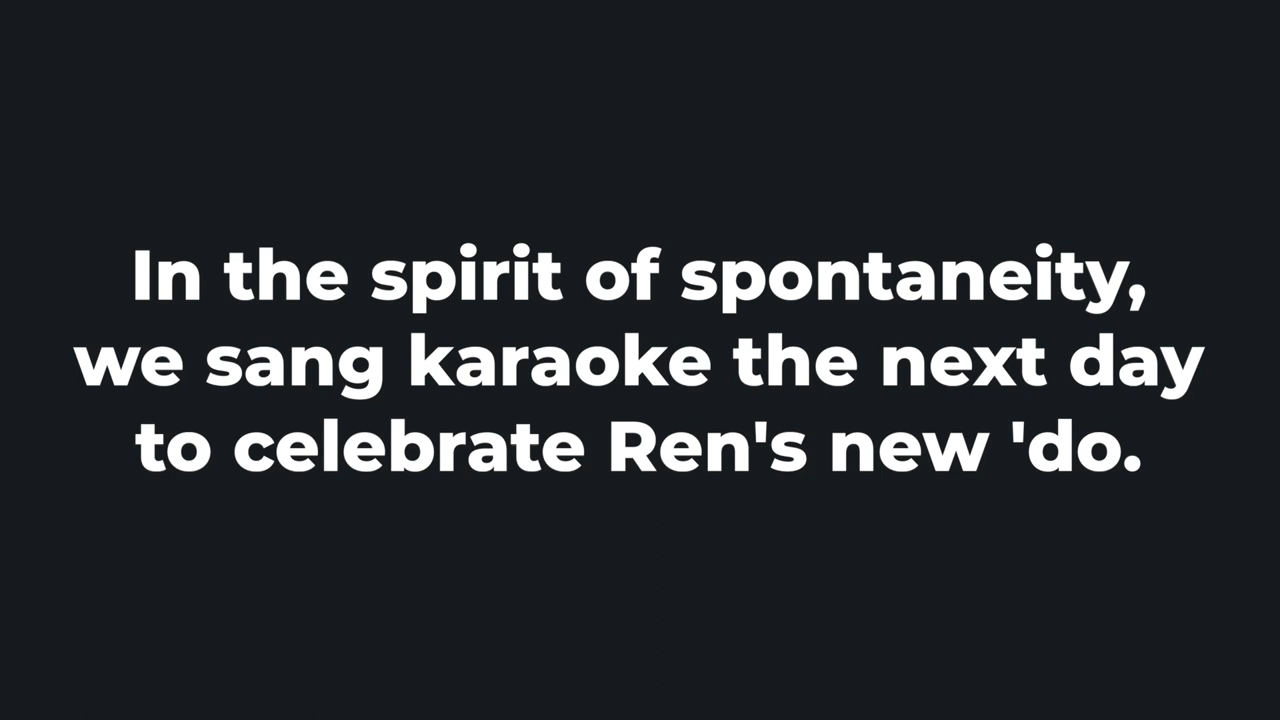 In the spirit of spontaneity,
we sang karaoke the next day
to celebrate Ren's new 'do.